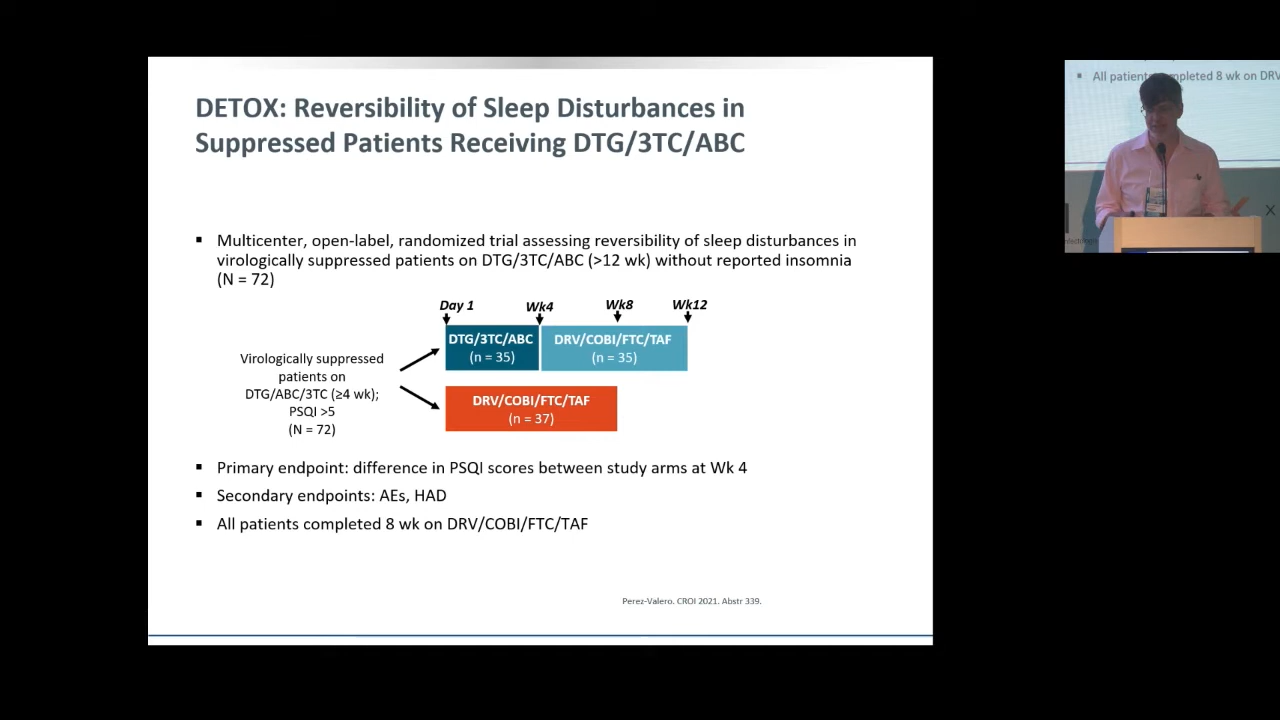 DETOX: Reversibility of Sleep Disturbances in
Suppressed Patients Receiving DTG/3TC/ABC
▪ Multicenter, open-label, randomized trial assessing reversibility of sleep disturbances in
virologically suppressed patients on DTG/3TC/ABC (>12 wk) without reported insomnia
(N = 72)
Day 1 Wk4 Wk8 Wk12
DTG/3TC/ABC
(n = 35)
DRV/COBI/FTC/TAF
(n = 35)
Virologically suppressed
patients on
DTG/ABC/3TC (≥4 wk);
PSQI >5
(N = 72)
DRV/COBI/FTC/TAF
(n = 37)
▪ Primary endpoint: difference in PSQI scores between study arms at Wk 4
▪ Secondary endpoints: AEs, HAD
▪ All patients completed 8 wk on DRV/COBI/FTC/TAF
Perez-Valero. CROI 2021. Abstr 339.
▪ All patient mpleted 8 wk on DRV